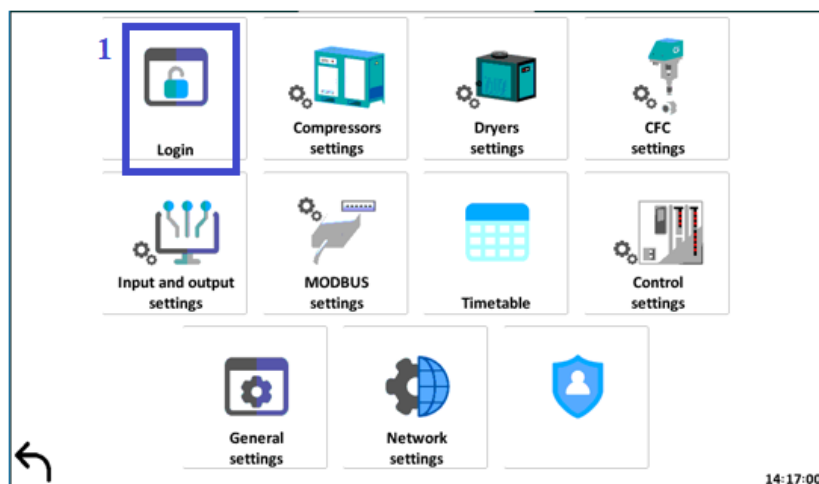 1
Login
Compressors
settings
Dryers
settings
CFC
settings
Input and output
settings
MODBUS
settings
Timetable
Control
settings
General
settings
Network
settings
14:17:00